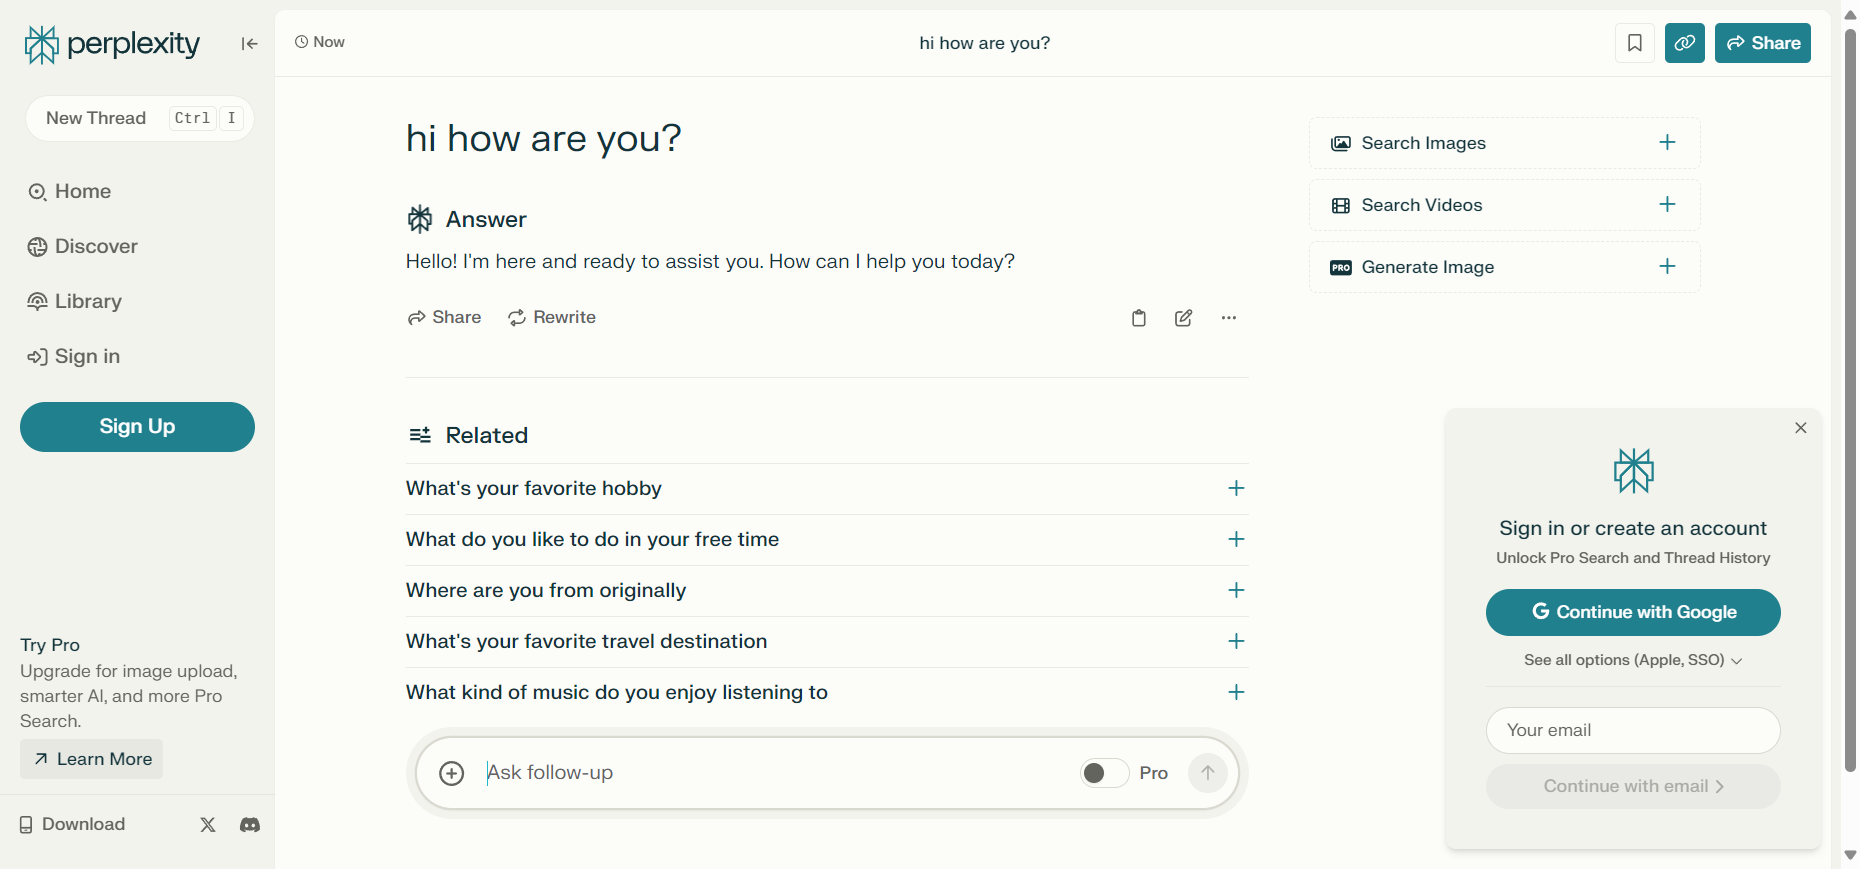 perplexity
New Thread Ctrl I
Home
Discover
Library
Sign in
Sign Up
Try Pro
Upgrade for image upload,
smarter AI, and more Pro
Search.
Learn More
Download
Now
hi how are you?
Share
hi how are you?
Answer
Hello! I'm here and ready to assist you. How can I help you today?
Share Rewrite
Related
What's your favorite hobby
What do you like to do in your free time
Where are you from originally
What's your favorite travel destination
What kind of music do you enjoy listening to
Ask follow-up Pro
Search Images
Search Videos
PRO Generate Image
Sign in or create an account
Unlock Pro Search and Thread History
Continue with Google
See all options (Apple, SSO)
Your email
Continue with email